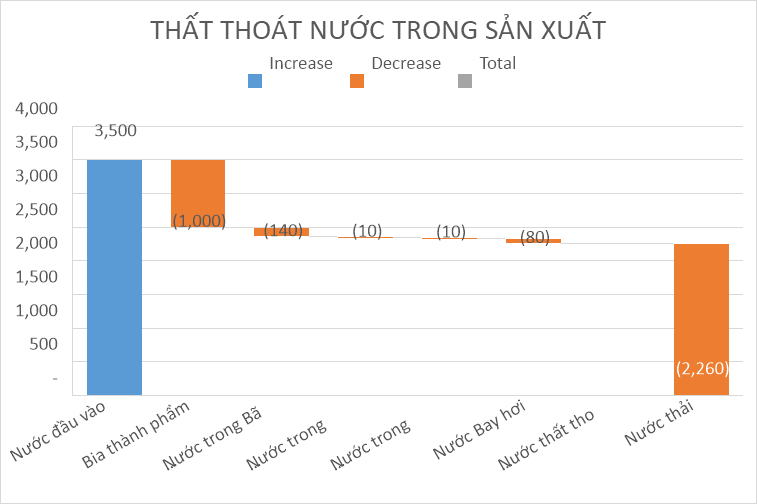 THẤT THOÁT NƯỚC TRONG SẢN XUẤT
Increase Decrease Total
4,000
3,500
3,000
2,500
2,000
1,500
1,000
500
-
3,500
(1,000)
(140)
(10)
(10)
(80)
(2,260)
Nước đầu vào
Bia thành phẩm
Nước trong Bã
Nước trong
Nước trong
Nước Bay hơi
Nước thất tho
Nước thải